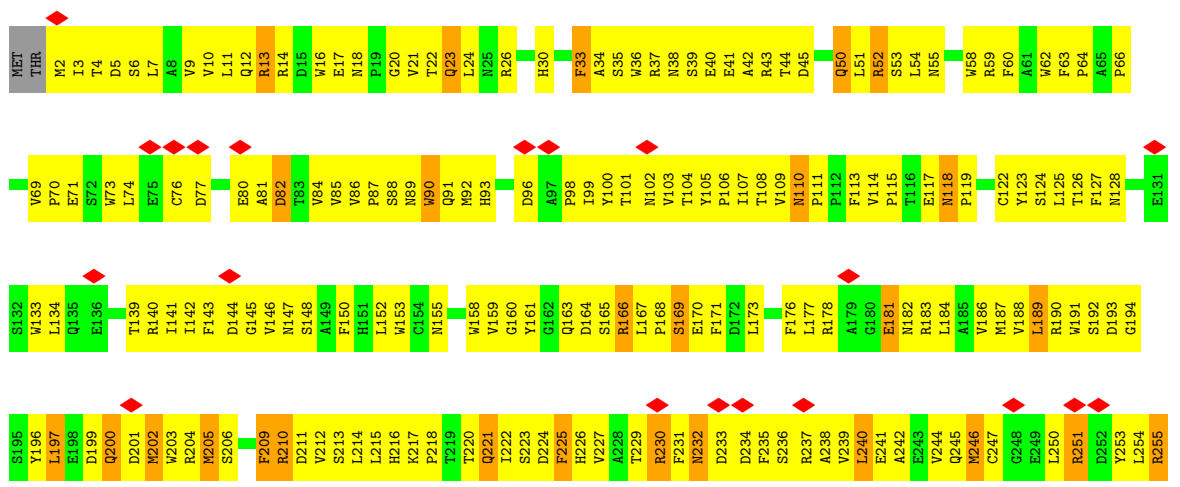 MET THR M2 I3 T4 D5 S6 L7 A8 V9 V10 L11 Q12 R13 R14 D15 W16 E17 N18 P19 G20 V21 T22 Q23 L24 N25 R26 H30 F33 A34 S35 W36 R37 N38 S39 E40 E41 A42 R43 T44 D45 Q50 L51 R52 S53 L54 N55 W58 R59 F60 A61 W62 F63 P64 A65 P66
V69 P70 E71 S72 W73 L74 E75 C76 D77 E80 A81 D82 T83 V84 V85 V86 P87 S88 N89 W90 Q91 M92 H93 D96 A97 P98 I99 Y100 T101 N102 V103 T104 Y105 P106 I107 T108 V109 N110 P111 P112 F113 V114 P115 T116 E117 N118 P119 C122 Y123 S124 L125 T126 F127 N128 E131
S132 W133 L134 Q135 E136 T139 R140 I141 I142 F143 D144 G145 V146 N147 S148 A149 F150 H151 L152 W153 C154 N155 W158 V159 G160 Y161 G162 Q163 D164 S165 R166 L167 P168 S169 E170 F171 D172 L173 F176 L177 R178 A179 G180 E181 N182 R183 L184 A185 V186 M187 V188 L189 R190 W191 S192 D193 G194
S195 Y196 L197 E198 D199 Q200 D201 M202 W203 R204 M205 S206 F209 R210 D211 V212 S213 L214 L215 H216 K217 P218 T219 T220 Q221 I222 S223 D224 F225 H226 V227 A228 T229 R230 F231 N232 D233 D234 F235 S236 R237 A238 V239 L240 E241 A242 E243 V244 Q245 M246 C247 G248 E249 L250 R251 D252 Y253 L254 R255